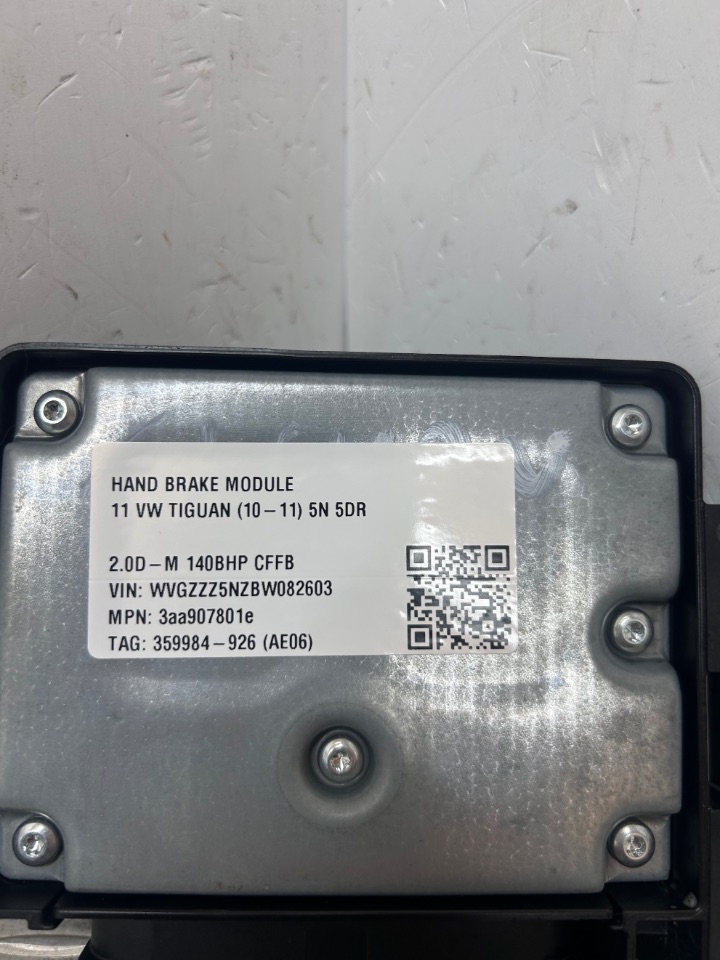 HAND BRAKE MODULE
11 VW TIGUAN (10-11) 5N 5DR
2.0D-M 140BHP CFFB
VIN: WVGZZZ5NZBW082603
MPN: 3aa907801e
TAG: 359984-926 (AE06)